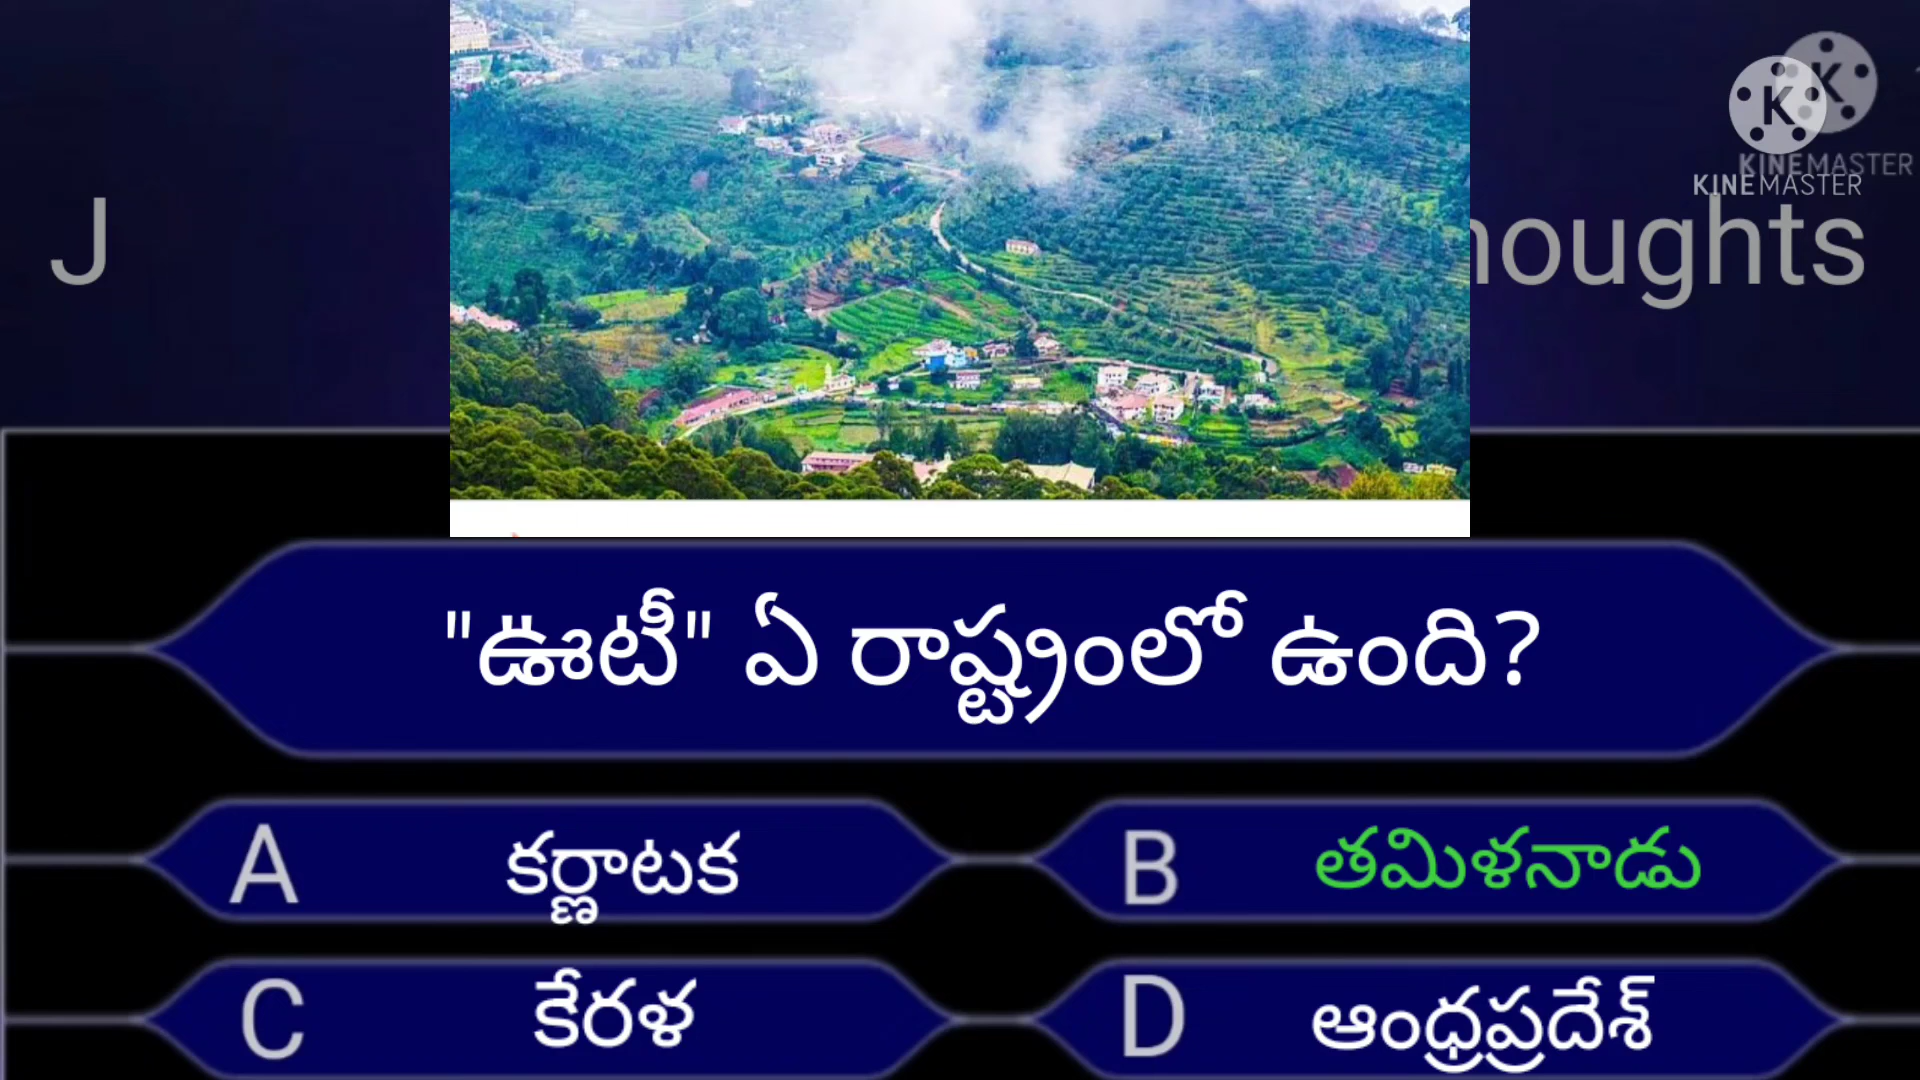 KINEMASTER
KINEMASTER
J
houghts
"ఊటీ" ఏ రాష్ట్రంలో ఉంది?
A కర్ణాటక
B తమిళనాడు
C కేరళ
D ఆంధ్రప్రదేశ్